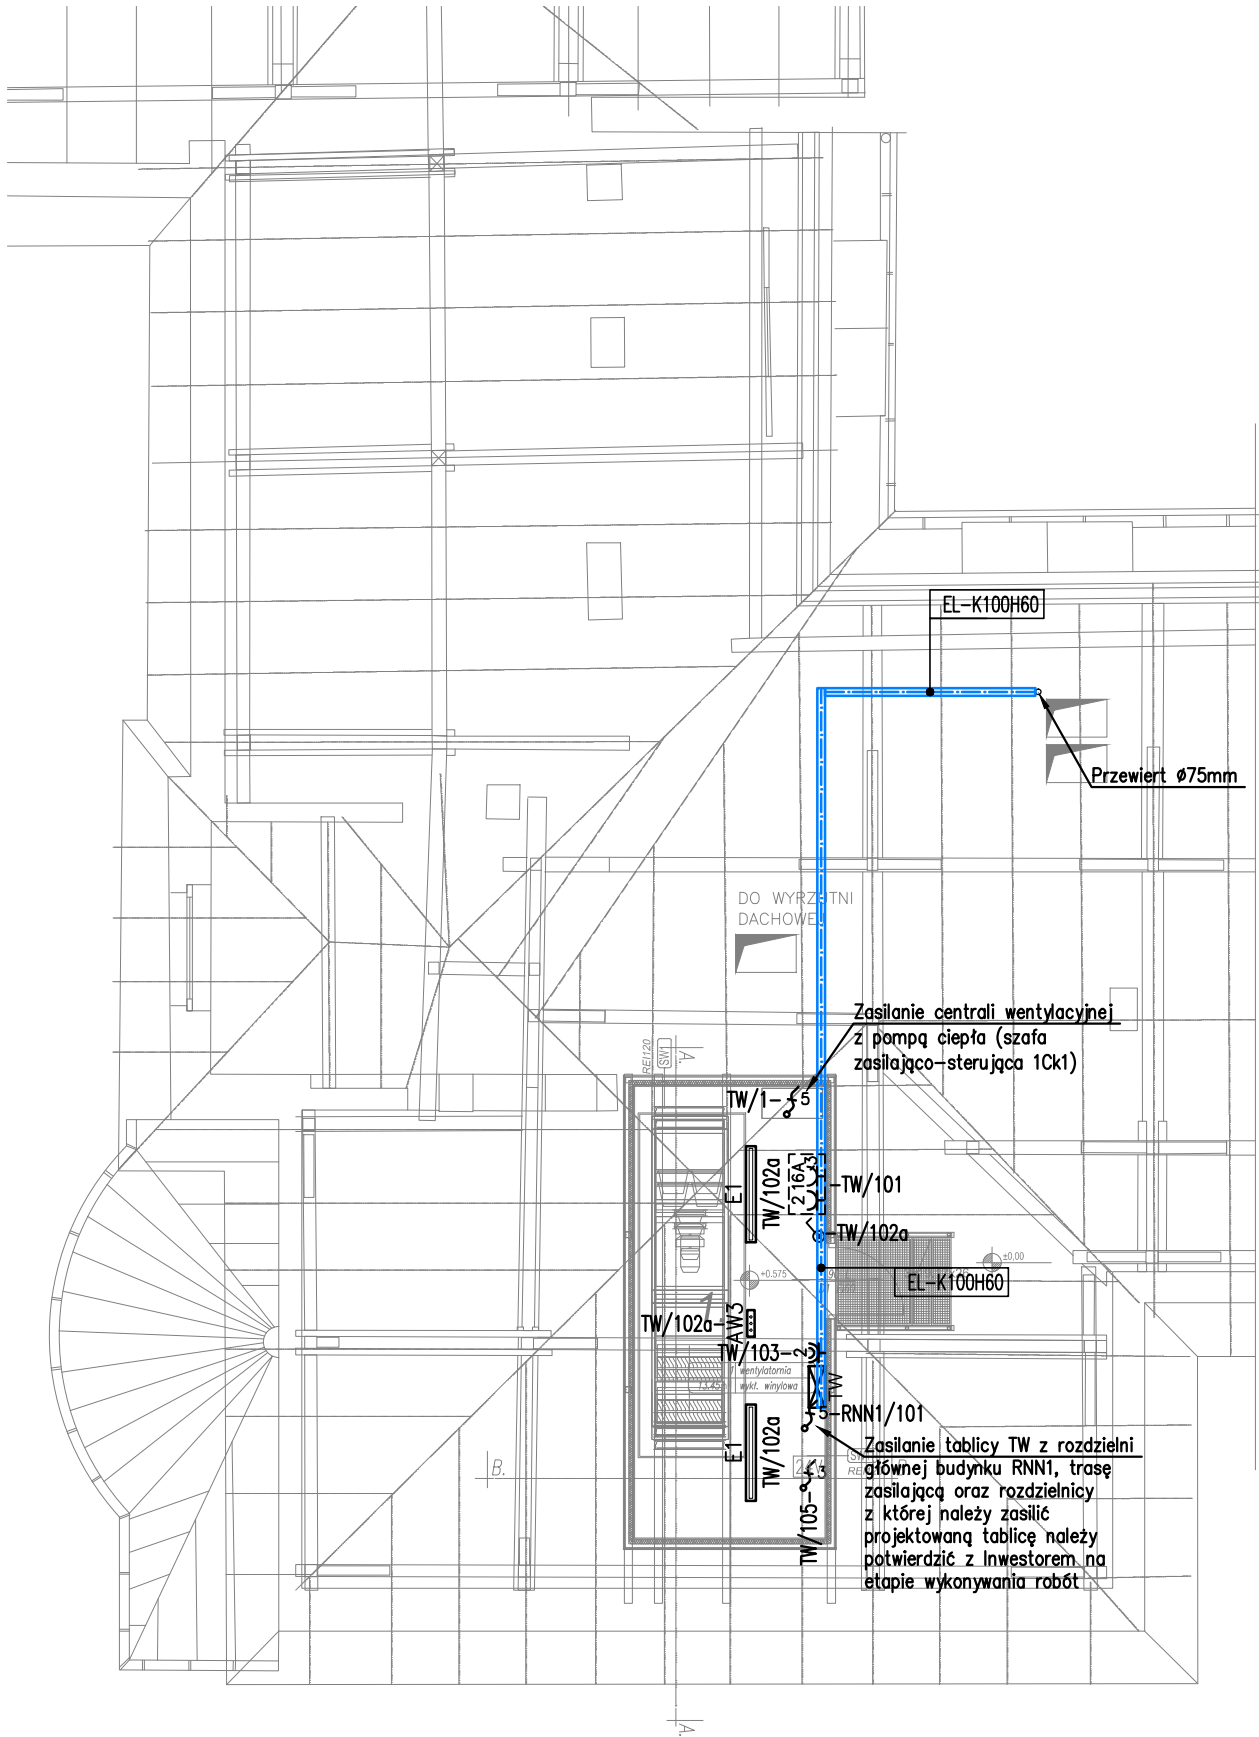 EL-K100H60
Przewiert ø75mm
DO WYRZUTNI
DACHOWEJ
Zasilanie centrali wentylacyjnej
z pompą ciepła (szafa
zasilająco-sterująca 1Ck1)
REI120
SW1
A.
TW/1-
5
E1
TW/102a
2
16A
3
-TW/101
-TW/102a
±0,00
+0.575
EL-K100H60
1.
TW/102a-
AW3
TW/103-
2
wentylatornia
wykł. winylowa
TW
5-RNN1/101
E1
TW/102a
B.
3
TW/105-
Zasilanie tablicy TW z rozdzielni
głównej budynku RNN1, trasę
zasilającą oraz rozdzielnicy
z której należy zasilić
projektowaną tablicę należy
potwierdzić z Inwestorem na
etapie wykonywania robót
A.